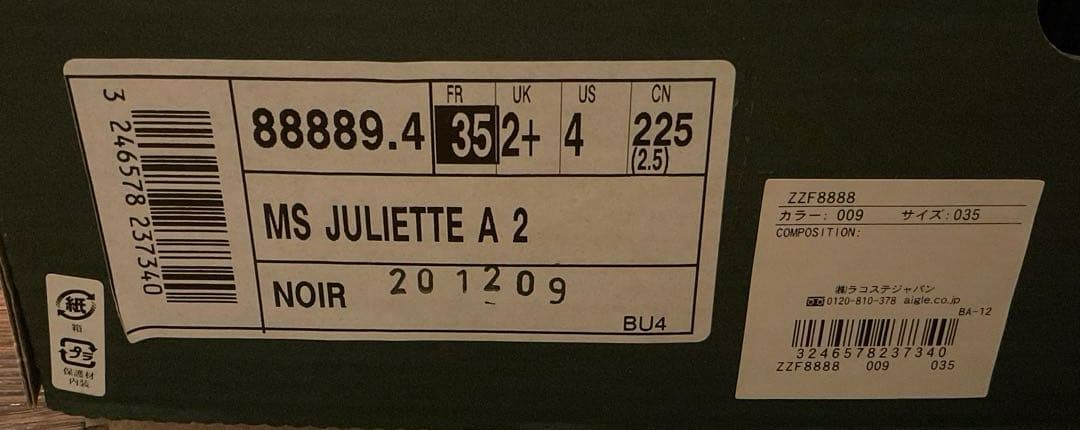 3 246578 237340
88889.4
FR UK US CN
35 2+ 4 225
(2.5)
MS JULIETTE A 2
NOIR 201209
BU4
紙
箱
プラ
保護材
内装
ZZF8888
カラー: 009 サイズ:035
COMPOSITION:
㈱ラコステジャパン
0120-810-378 aigle.co.jp
BA-12
3246578237340
ZZF8888 009 035